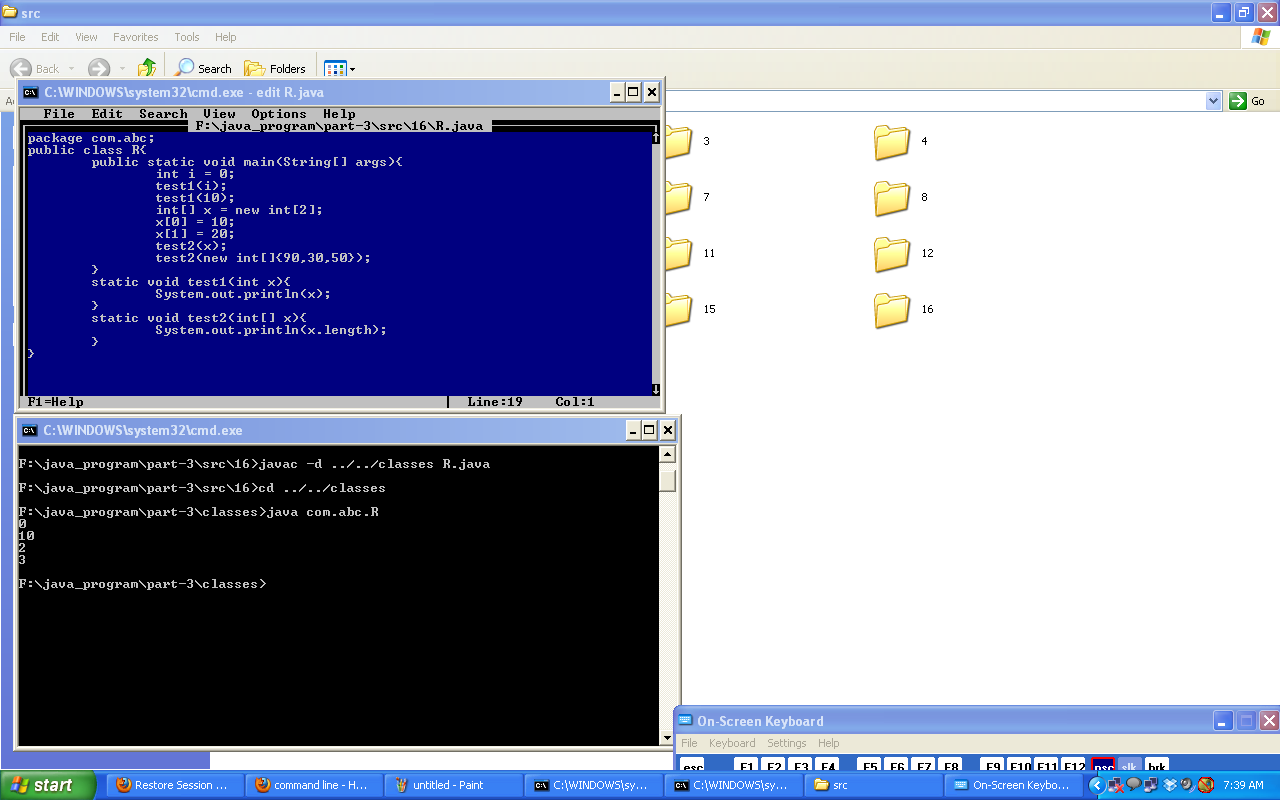 src
File Edit View Favorites Tools Help
Back Search Folders
Go
C:\WINDOWS\system32\cmd.exe - edit R.java
File Edit Search View Options Help
F:\java_program\part-3\src\16\R.java
package com.abc;
public class R{
public static void main(String[] args){
int i = 0;
test1(i);
test1(10);
int[] x = new int[2];
x[0] = 10;
x[1] = 20;
test2(x);
test2(new int[]{90,30,50});
}
static void test1(int x){
System.out.println(x);
}
static void test2(int[] x){
System.out.println(x.length);
}
}
F1=Help Line:19 Col:1
3 4
7 8
11 12
15 16
C:\WINDOWS\system32\cmd.exe
F:\java_program\part-3\src\16>javac -d ../../classes R.java
F:\java_program\part-3\src\16>cd ../../classes
F:\java_program\part-3\classes>java com.abc.R
0
10
2
3
F:\java_program\part-3\classes>
On-Screen Keyboard
File Keyboard Settings Help
esc F1 F2 F3 F4 F5 F6 F7 F8 F9 F10 F11 F12 psc slk brk
start Restore Session ... command line - H... untitled - Paint C:\WINDOWS\sy... C:\WINDOWS\sy... src On-Screen Keybo... 7:39 AM